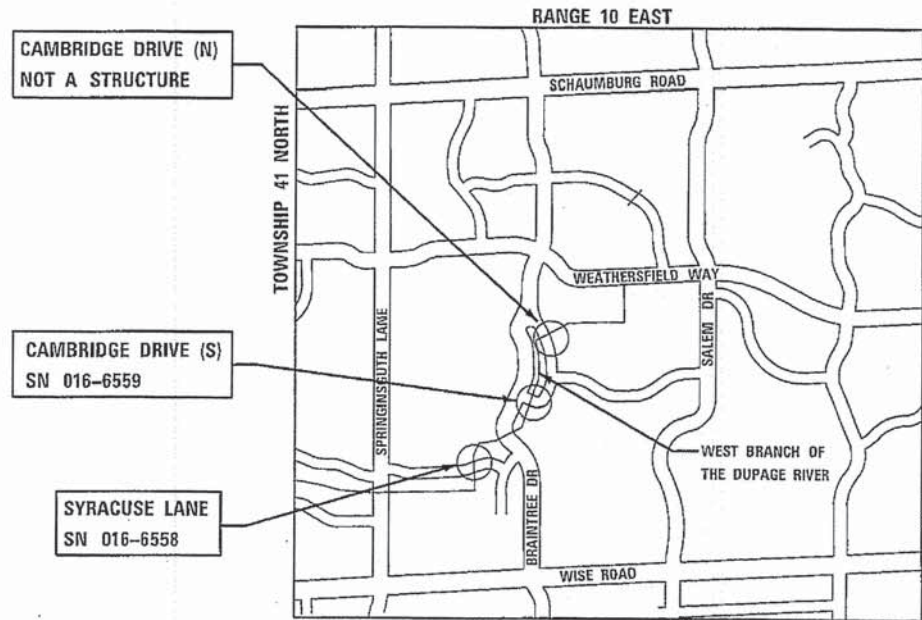 RANGE 10 EAST
CAMBRIDGE DRIVE (N)
NOT A STRUCTURE
TOWNSHIP 41 NORTH
SCHAUMBURG ROAD
WEATHERSFIELD WAY
CAMBRIDGE DRIVE (S)
SN 016-6559
SPRINGINSGUTH LANE
SALEM DR
WEST BRANCH OF
THE DUPAGE RIVER
SYRACUSE LANE
SN 016-6558
BRAINTREE DR
WISE ROAD